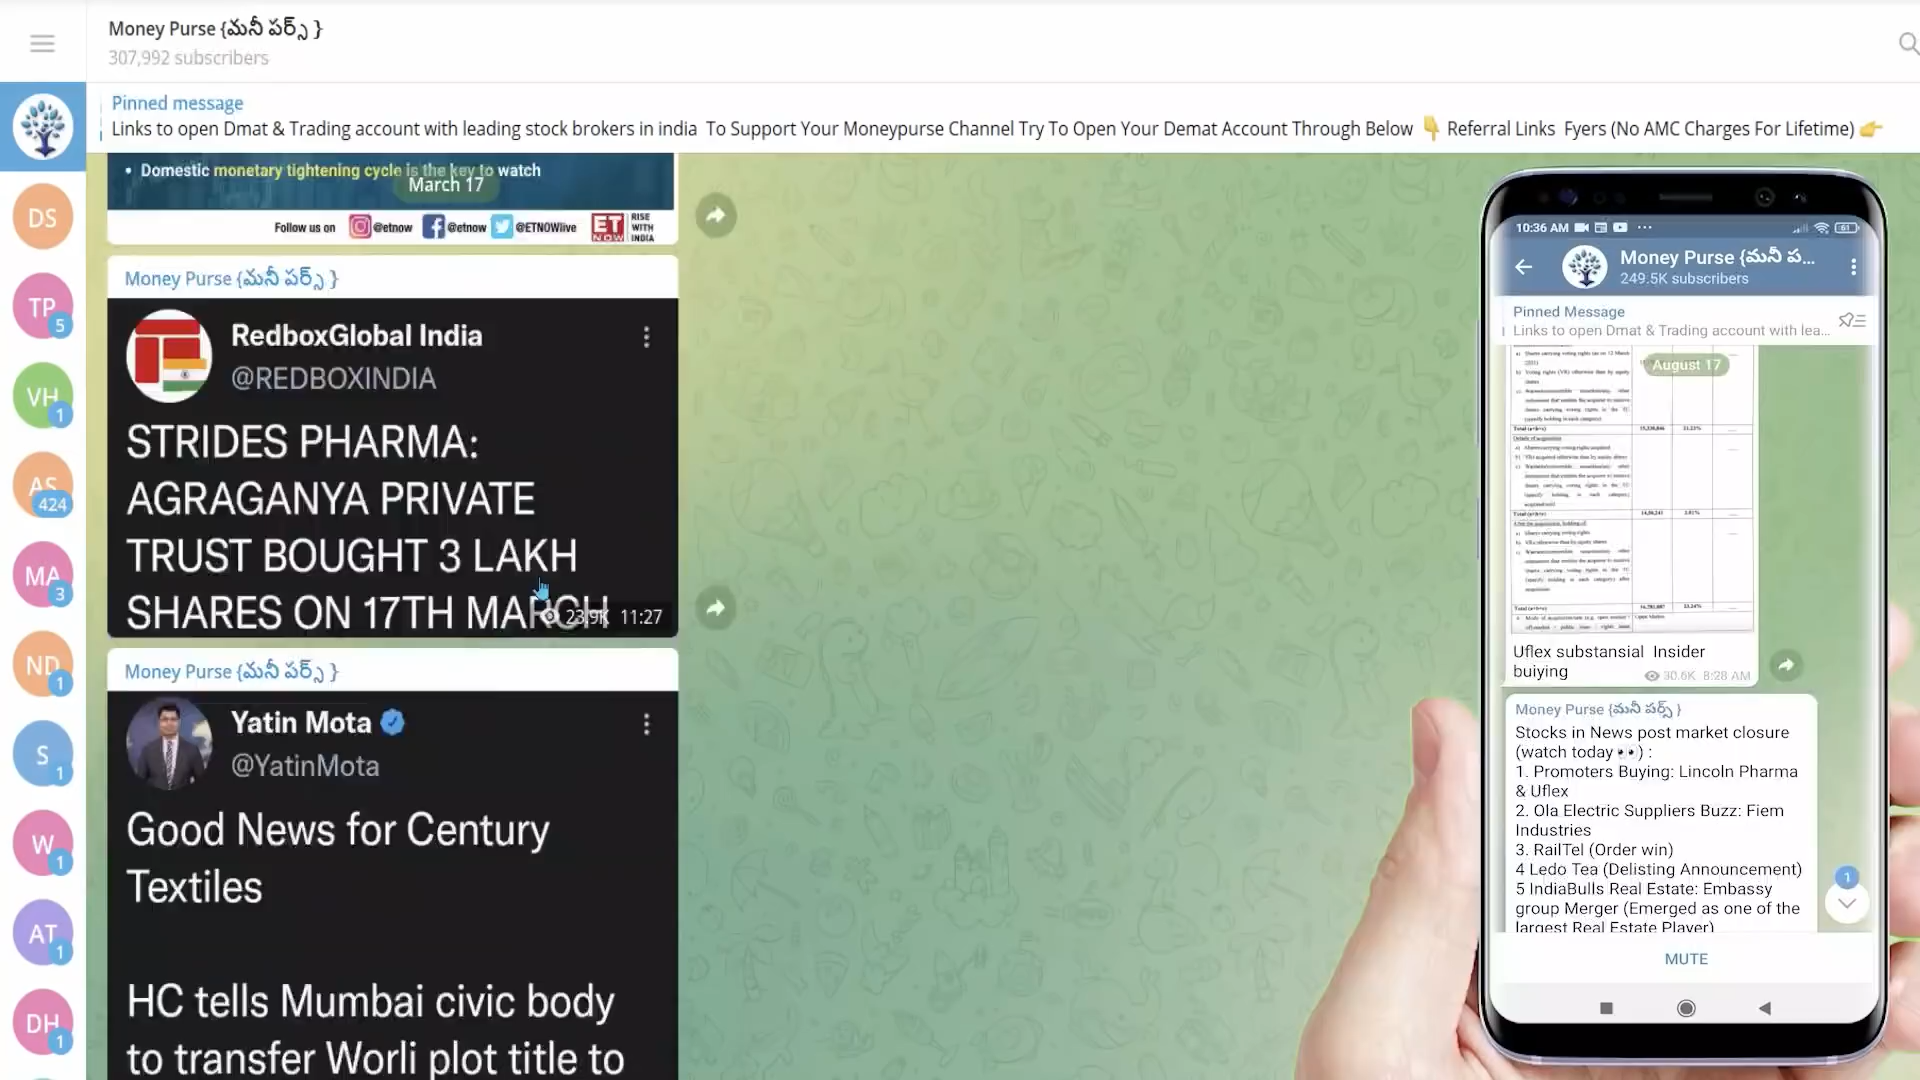 Money Purse {మనీ పర్స్ }
307,992 subscribers
Pinned message
Links to open Dmat & Trading account with leading stock brokers in india To Support Your Moneypurse Channel Try To Open Your Demat Account Through Below 👇 Referral Links Fyers (No AMC Charges For Lifetime) 👉
DS
TP
5
VH
1
AS
424
MA
3
ND
1
S
1
W
1
AT
1
DH
1
• Domestic monetary tightening cycle is the key to watch
March 17
Follow us on @etnow @etnow @ETNOWlive ET NOW RISE WITH INDIA
Money Purse {మనీ పర్స్ }
RedboxGlobal India
@REDBOXINDIA
STRIDES PHARMA:
AGRAGANYA PRIVATE
TRUST BOUGHT 3 LAKH
SHARES ON 17TH MARCH
23.9K 11:27
Money Purse {మనీ పర్స్ }
Yatin Mota
@YatinMota
Good News for Century
Textiles
HC tells Mumbai civic body
to transfer Worli plot title to
10:36 AM
61
Money Purse {మనీ ప...
249.5K subscribers
Pinned Message
Links to open Dmat & Trading account with lea...
August 17
Uflex substansial Insider
buiying
30.6K 8:28 AM
Money Purse {మనీ పర్స్ }
Stocks in News post market closure
(watch today 👀) :
1. Promoters Buying: Lincoln Pharma
& Uflex
2. Ola Electric Suppliers Buzz: Fiem
Industries
3. RailTel (Order win)
4 Ledo Tea (Delisting Announcement)
5 IndiaBulls Real Estate: Embassy
group Merger (Emerged as one of the
largest Real Estate Player)
1
MUTE